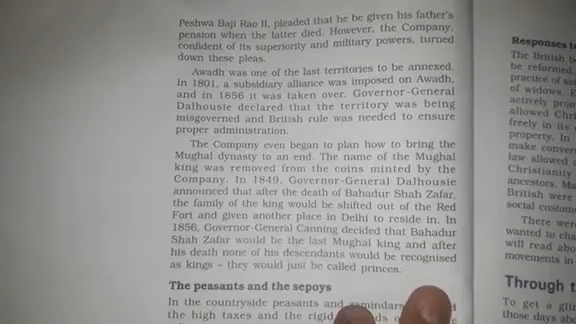 Peshwa Baji Rao II, pleaded that he be given his father's
pension when the latter died. However, the Company,
confident of its superiority and military powers, turned
down these pleas.
Awadh was one of the last territories to be annexed.
In 1801, a subsidiary alliance was imposed on Awadh,
and in 1856 it was taken over. Governor-General
Dalhousie declared that the territory was being
misgoverned and British rule was needed to ensure
proper administration.
The Company even began to plan how to bring the
Mughal dynasty to an end. The name of the Mughal
king was removed from the coins minted by the
Company. In 1849, Governor-General Dalhousie
announced that after the death of Bahadur Shah Zafar,
the family of the king would be shifted out of the Red
Fort and given another place in Delhi to reside in. In
1856, Governor-General Canning decided that Bahadur
Shah Zafar would be the last Mughal king and after
his death none of his descendants would be recognised
as kings – they would just be called princes.
The peasants and the sepoys
In the countryside peasants and zamindars
the high taxes and the rigid
Responses to
The British
be reformed.
practice of
of widows.
actively
allowed
freely in
property. In
make
law allowed
Christianity
ancestors.
British were
social customs
There were
wanted to
will read
movements in
Through
To get a
those days